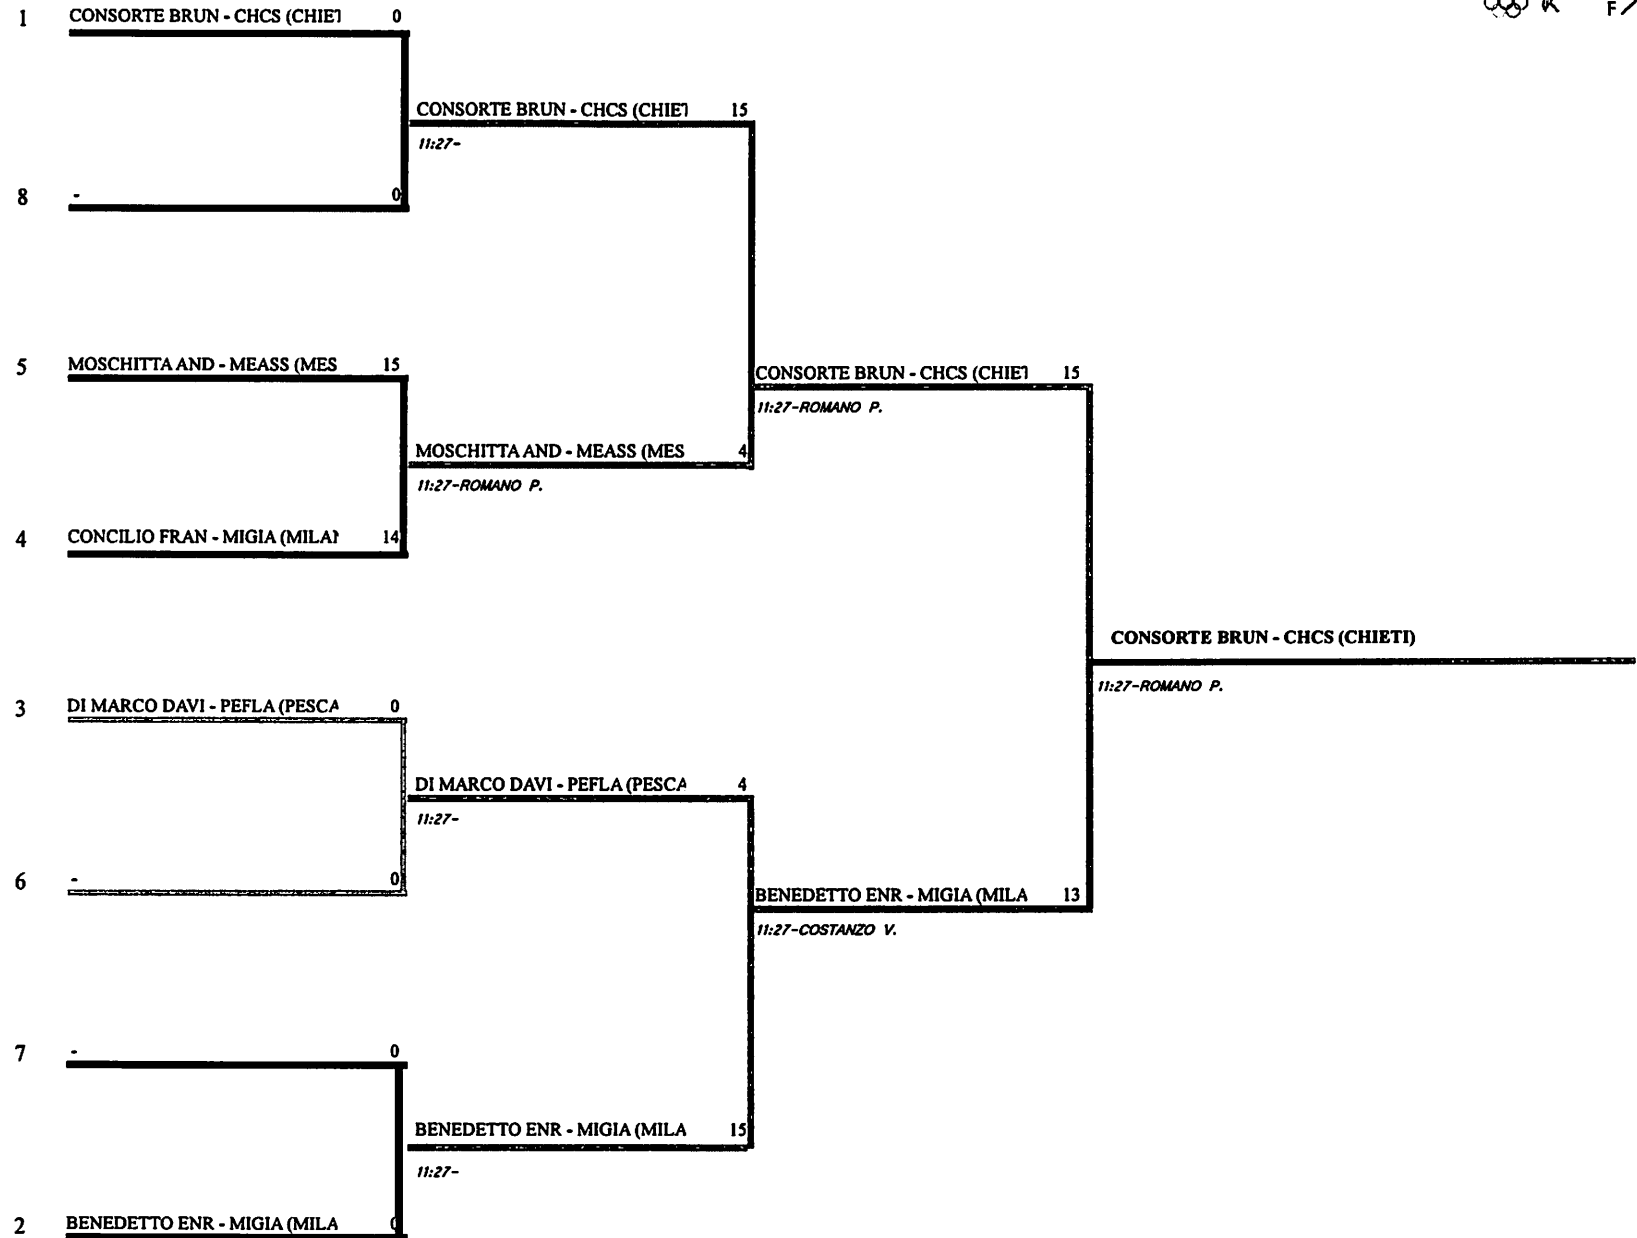 1 CONSORTE BRUN - CHCS (CHIET 0
CONSORTE BRUN - CHCS (CHIET 15
11:27-
8 - 0
5 MOSCHITTA AND - MEASS (MES 15
CONSORTE BRUN - CHCS (CHIET 15
11:27-ROMANO P.
MOSCHITTA AND - MEASS (MES 4
11:27-ROMANO P.
4 CONCILIO FRAN - MIGIA (MILA 14
CONSORTE BRUN - CHCS (CHIETI)
11:27-ROMANO P.
3 DI MARCO DAVI - PEFLA (PESCA 0
DI MARCO DAVI - PEFLA (PESCA 4
11:27-
6 - 0
BENEDETTO ENR - MIGIA (MILA 13
11:27-COSTANZO V.
7 - 0
BENEDETTO ENR - MIGIA (MILA 15
11:27-
2 BENEDETTO ENR - MIGIA (MILA 0